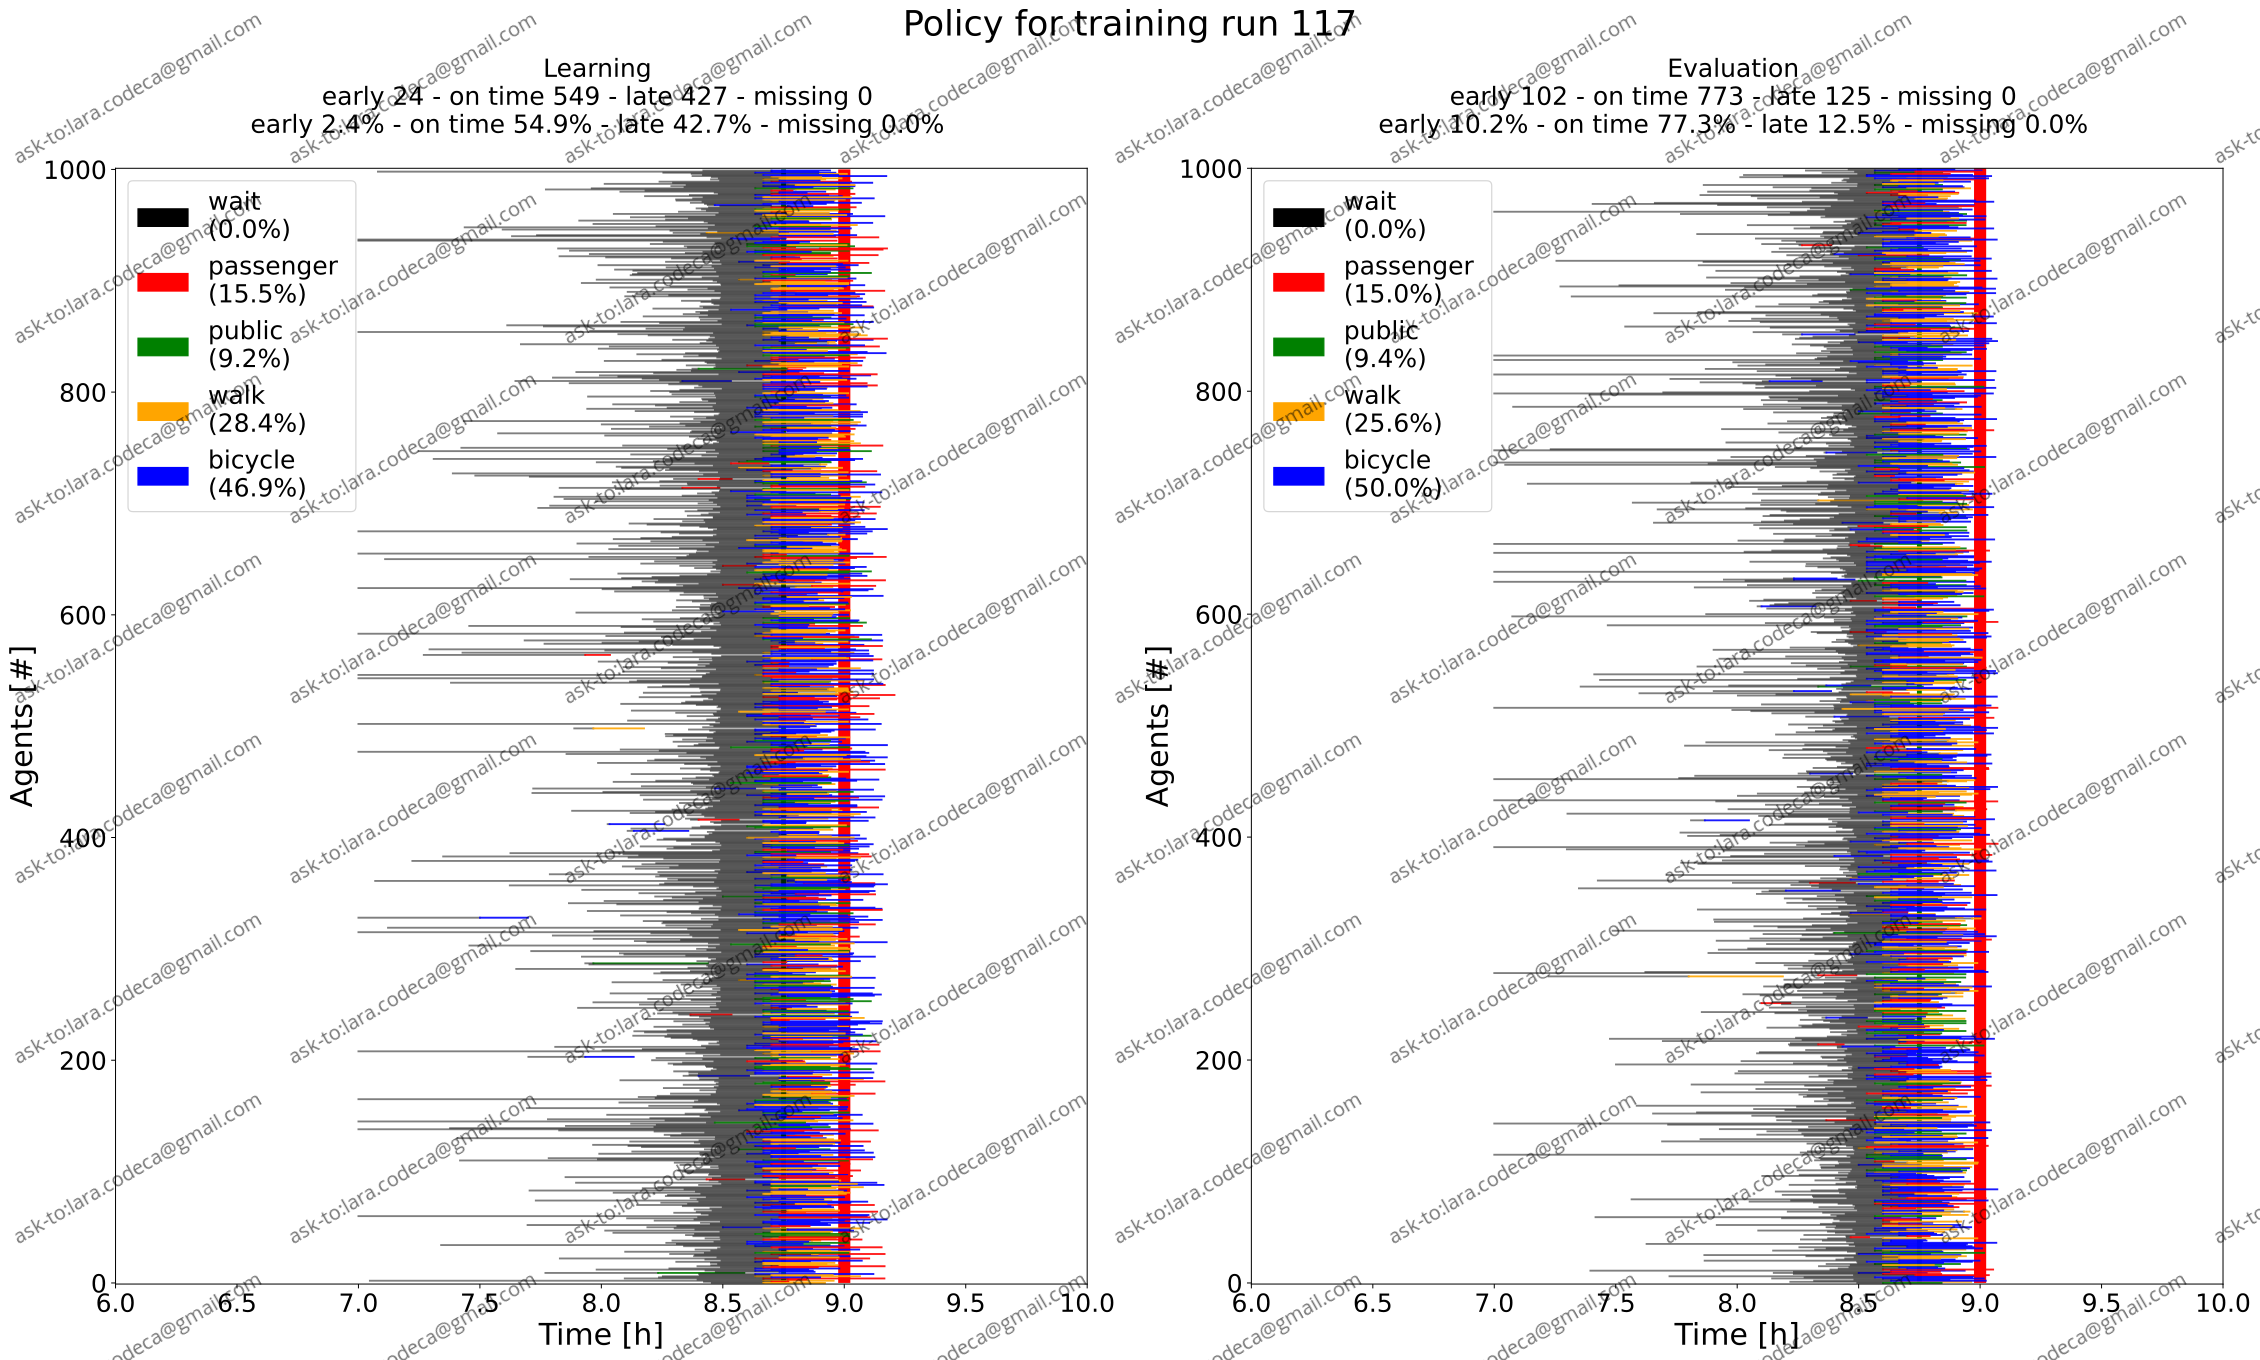 Policy for training run 117
Learning
early 24 - on time 549 - late 427 - missing 0
early 2.4% - on time 54.9% - late 42.7% - missing 0.0%
1000
800
600
400
200
0
Agents [#]
wait
(0.0%)
passenger
(15.5%)
public
(9.2%)
walk
(28.4%)
bicycle
(46.9%)
6.0 6.5 7.0 7.5 8.0 8.5 9.0 9.5 10.0
Time [h]
Evaluation
early 102 - on time 773 - late 125 - missing 0
early 10.2% - on time 77.3% - late 12.5% - missing 0.0%
1000
800
600
400
200
0
Agents [#]
wait
(0.0%)
passenger
(15.0%)
public
(9.4%)
walk
(25.6%)
bicycle
(50.0%)
6.0 6.5 7.0 7.5 8.0 8.5 9.0 9.5 10.0
Time [h]
ask-to:lara.codeca@gmail.com